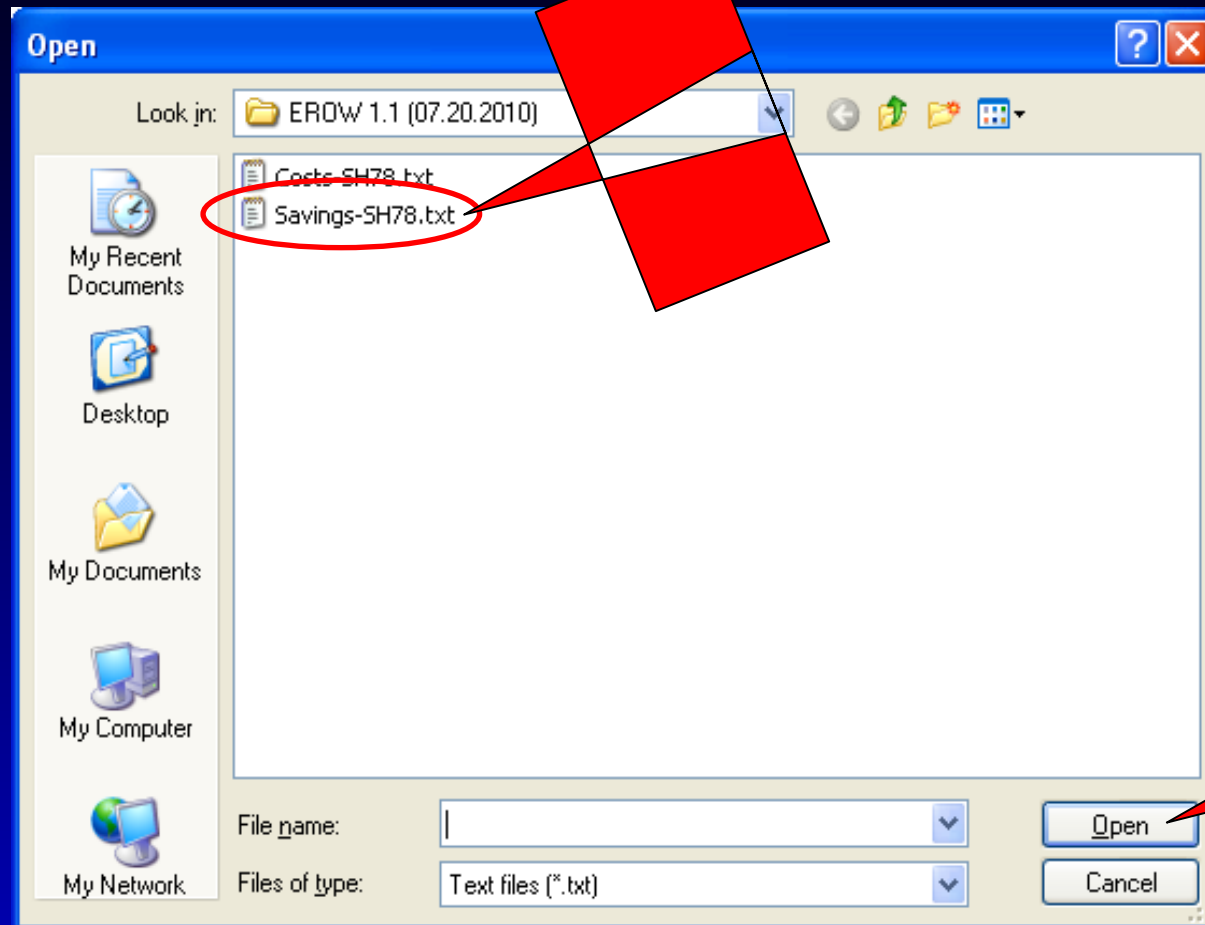 Open
Look in: EROW 1.1 (07.20.2010)
Costs-SH78.txt
Savings-SH78.txt
My Recent
Documents
Desktop
My Documents
My Computer
My Network
File name:
Open
Files of type: Text files (*.txt)
Cancel